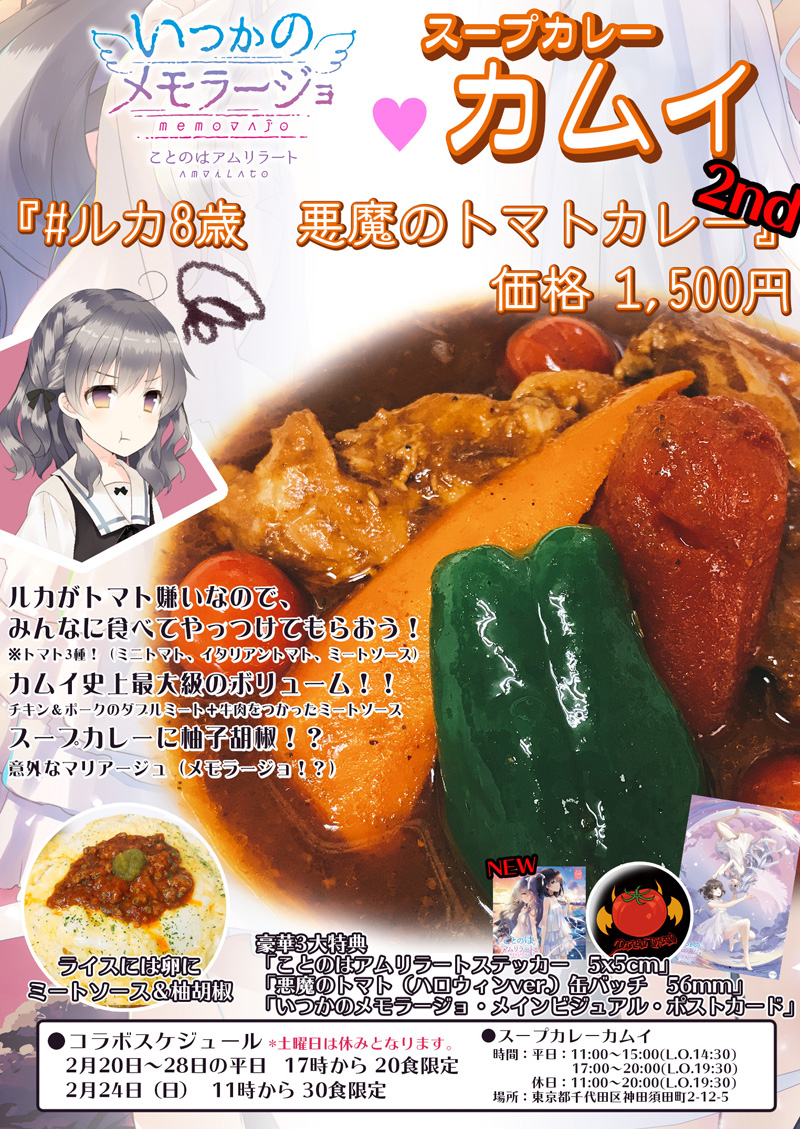 いつかの
メモラージョ
memorajo
ことのはアムリラート
AMRILATO
スープカレー
カムイ
2nd
『#ルカ8歳　悪魔のトマトカレー』
価格 1,500円
ルカがトマト嫌いなので、
みんなに食べてやっつけてもらおう！
※トマト3種！（ミニトマト、イタリアントマト、ミートソース）
カムイ史上最大級のボリューム！！
チキン＆ポークのダブルミート+牛肉をつかったミートソース
スープカレーに柚子胡椒！？
意外なマリアージュ（メモラージョ！？）
ライスには卵に
ミートソース＆柚胡椒
NEW
ことのは
アムリラート
豪華3大特典
「ことのはアムリラートステッカー　5x5cm」
「悪魔のトマト（ハロウィンver.）缶バッチ　56mm」
「いつかのメモラージョ・メインビジュアル・ポストカード」
●コラボスケジュール *土曜日は休みとなります。
2月20日～28日の平日　17時から 20食限定
2月24日（日）　11時から 30食限定
●スープカレーカムイ
時間：平日：11:00～15:00(L.O.14:30)
17:00～20:00(L.O.19:30)
休日：11:00～20:00(L.O.19:30)
場所：東京都千代田区神田須田町2-12-5